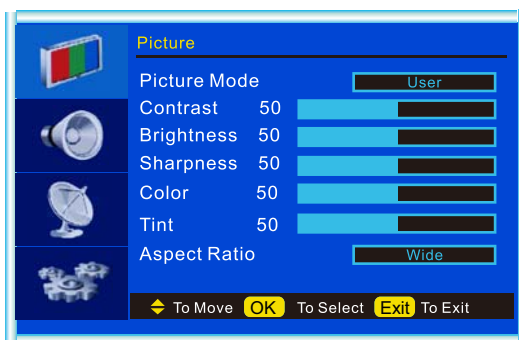 Picture
Picture Mode User
Contrast 50
Brightness 50
Sharpness 50
Color 50
Tint 50
Aspect Ratio Wide
To Move OK To Select Exit To Exit